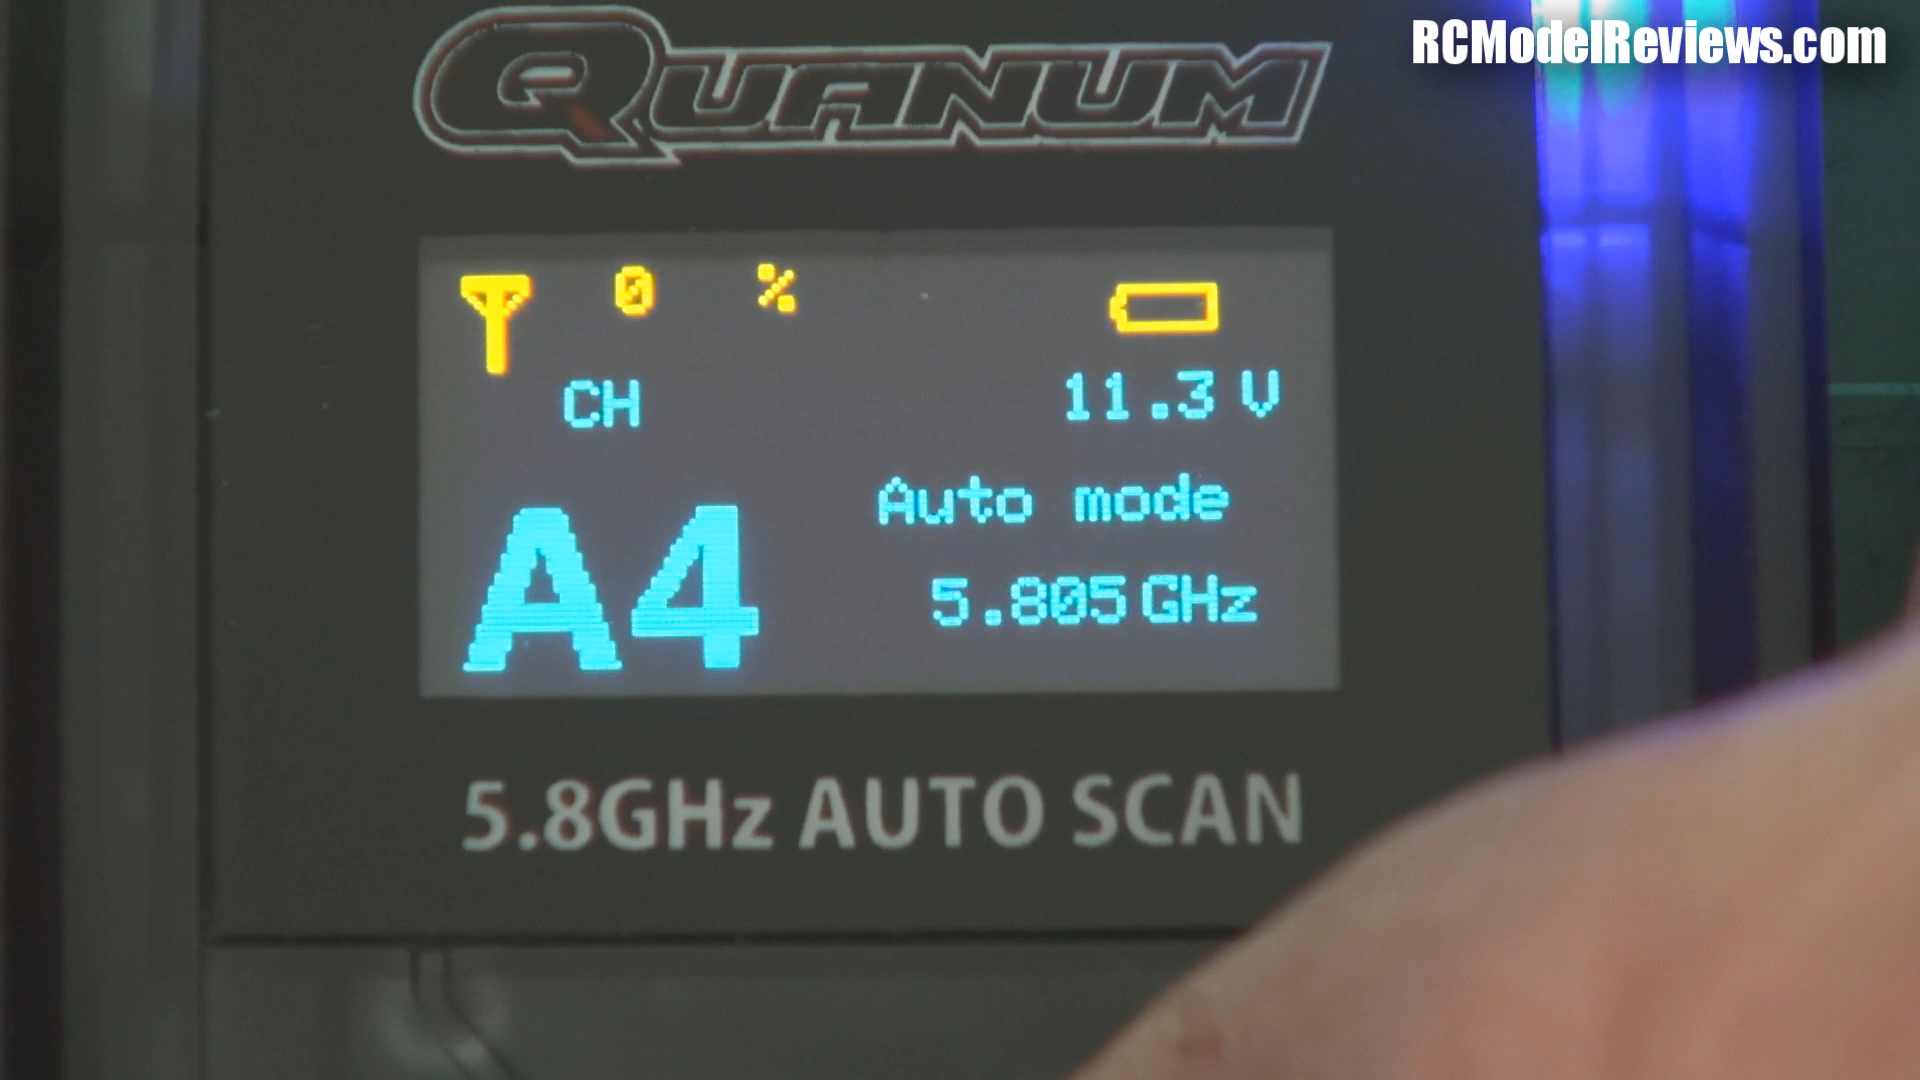 RCModelReviews.com
QUANUM
0 %
CH
11.3 V
A4
Auto mode
5.805 GHz
5.8GHz AUTO SCAN